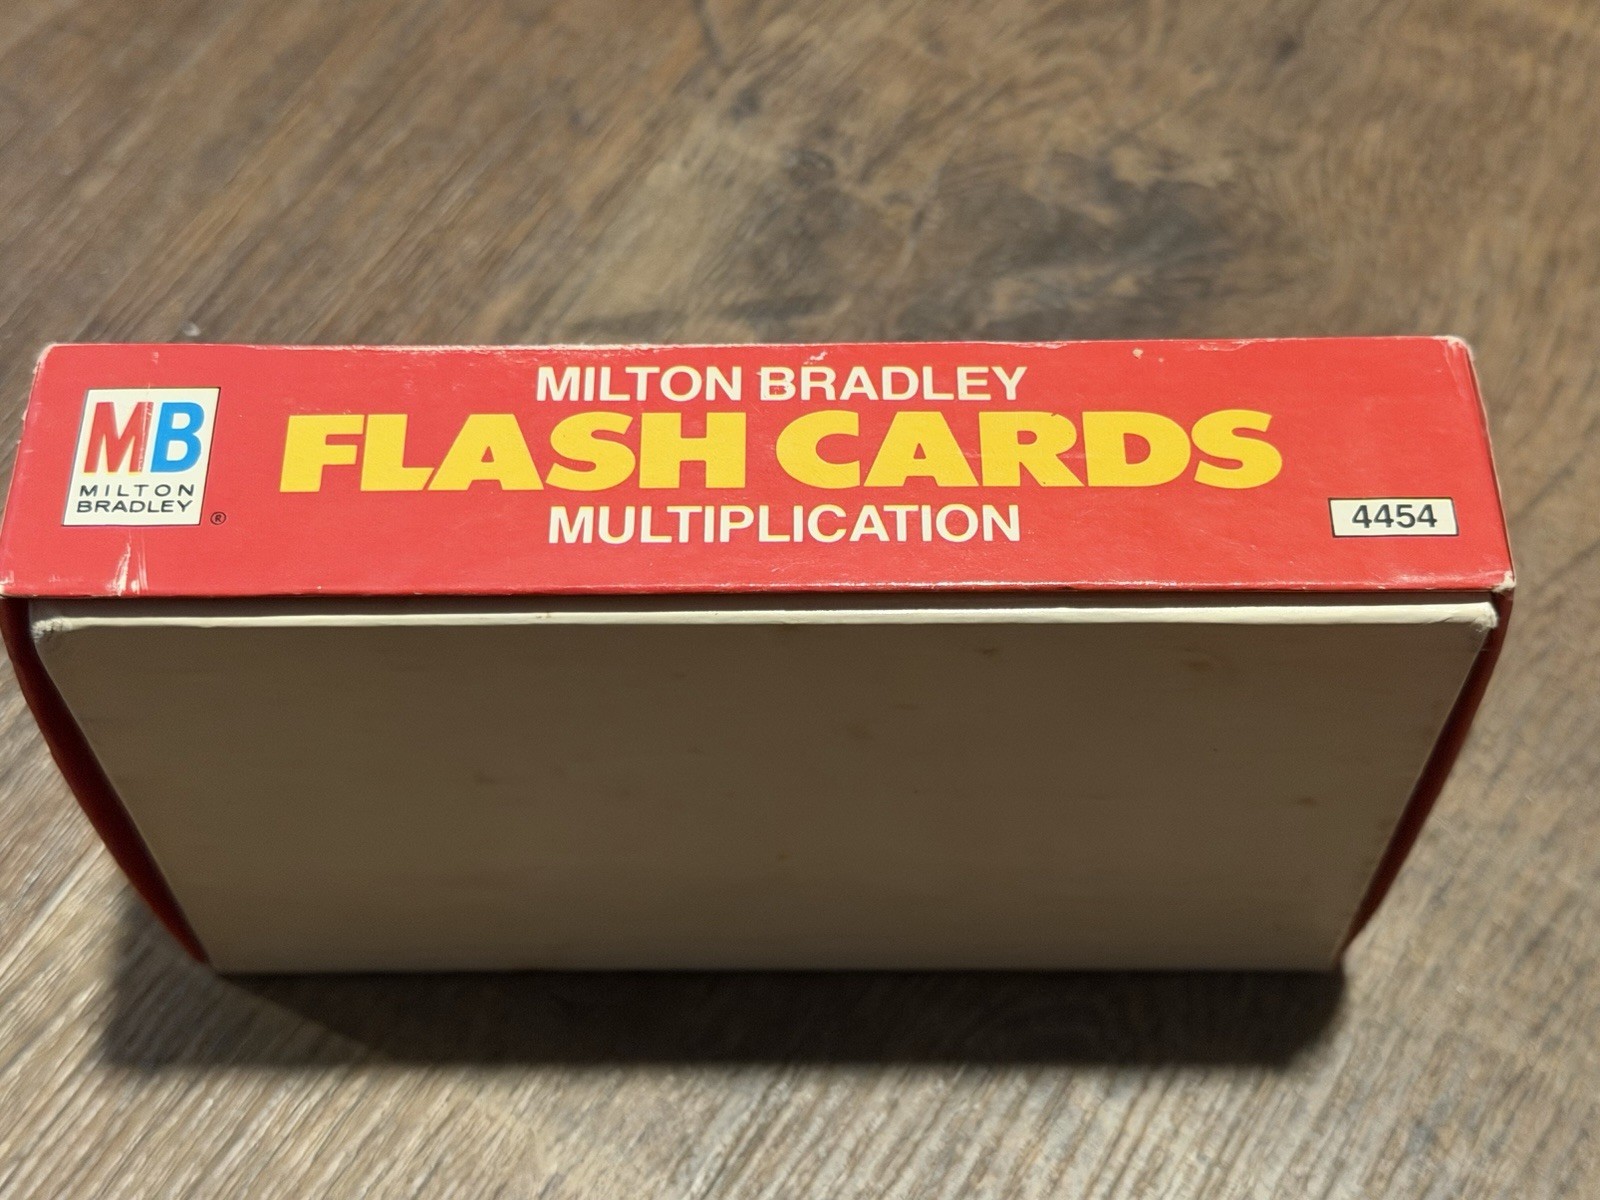 MB
MILTON
BRADLEY ®
MILTON BRADLEY
FLASH CARDS
MULTIPLICATION
4454